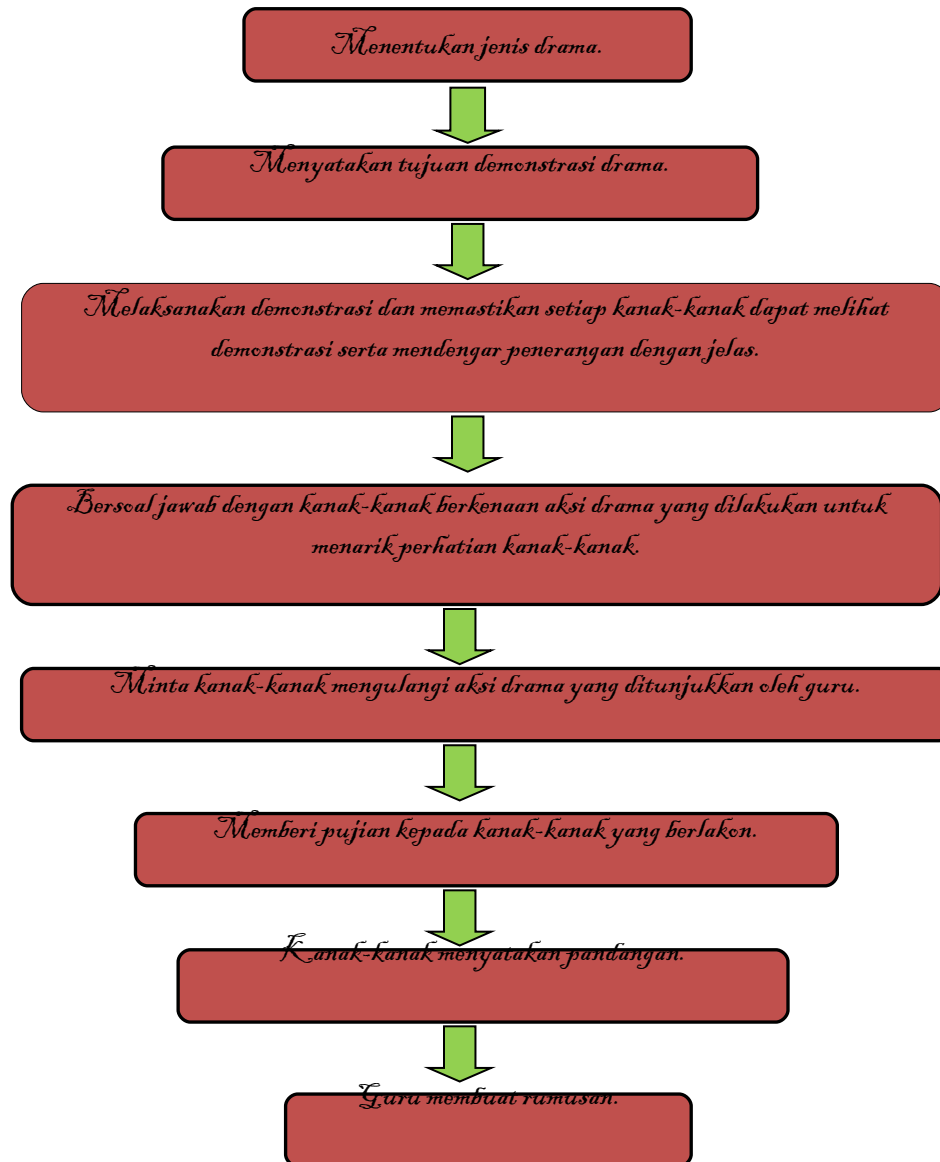 Menentukan jenis drama.
Menyatakan tujuan demonstrasi drama.
Melaksanakan demonstrasi dan memastikan setiap kanak-kanak dapat melihat
demonstrasi serta mendengar penerangan dengan jelas.
Bersoal jawab dengan kanak-kanak berkenaan aksi drama yang dilakukan untuk
menarik perhatian kanak-kanak.
Minta kanak-kanak mengulangi aksi drama yang ditunjukkan oleh guru.
Memberi pujian kepada kanak-kanak yang berlakon.
Kanak-kanak menyatakan pandangan.
Guru membuat rumusan.